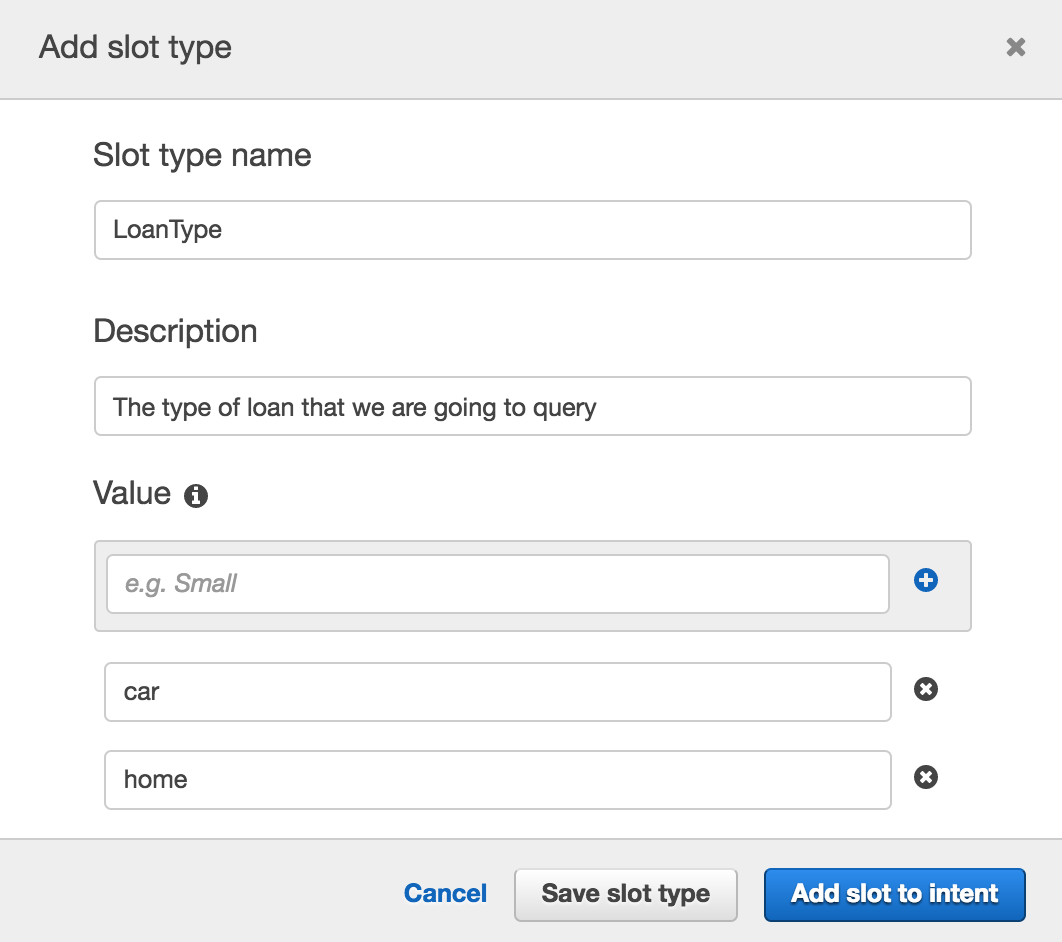 Add slot type
Slot type name
LoanType
Description
The type of loan that we are going to query
Value
e.g. Small
car
home
Cancel
Save slot type
Add slot to intent